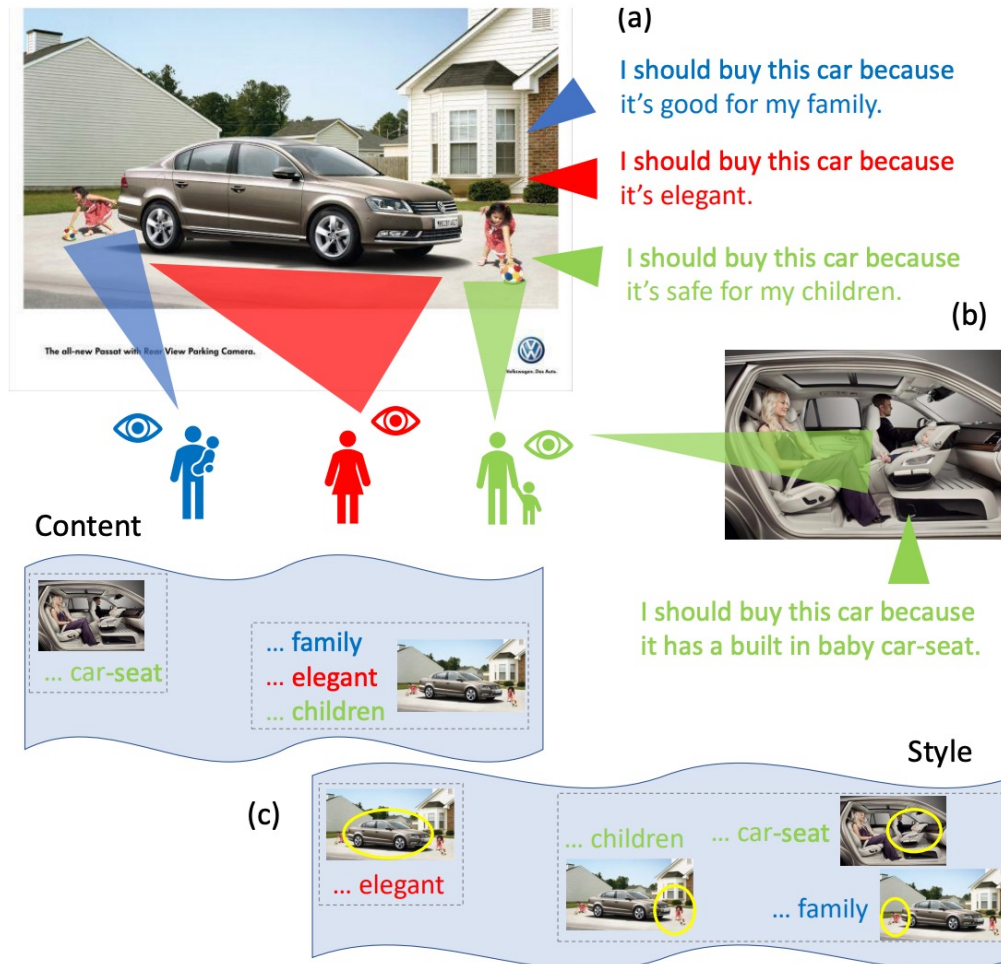 (a)
I should buy this car because
it's good for my family.
I should buy this car because
it's elegant.
I should buy this car because
it's safe for my children.
The all-new Passat with Rear View Parking Camera.
Volkswagen. Das Auto.
(b)
I should buy this car because
it has a built in baby car-seat.
Content
... car-seat
... family
... elegant
... children
Style
(c)
... elegant
... children
... car-seat
... family